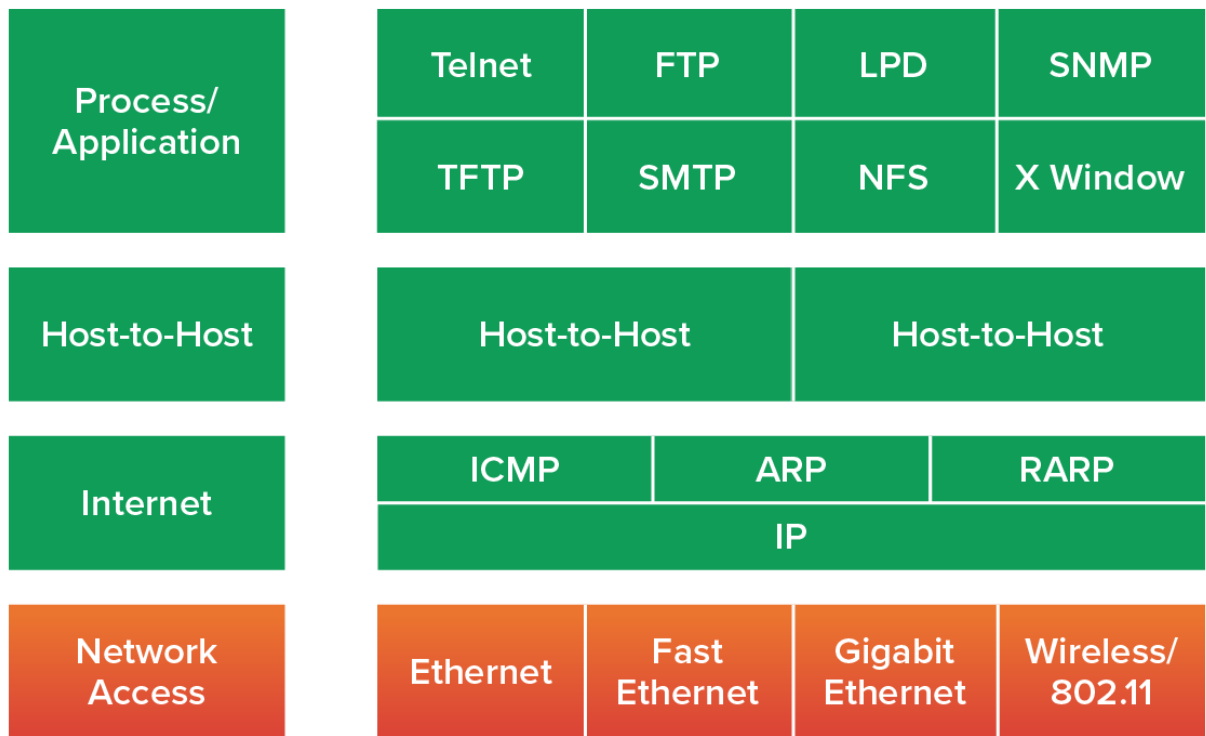 Process/
Application
Telnet FTP LPD SNMP
TFTP SMTP NFS X Window
Host-to-Host Host-to-Host Host-to-Host
Internet
ICMP ARP RARP
IP
Network
Access
Ethernet
Fast
Ethernet
Gigabit
Ethernet
Wireless/
802.11